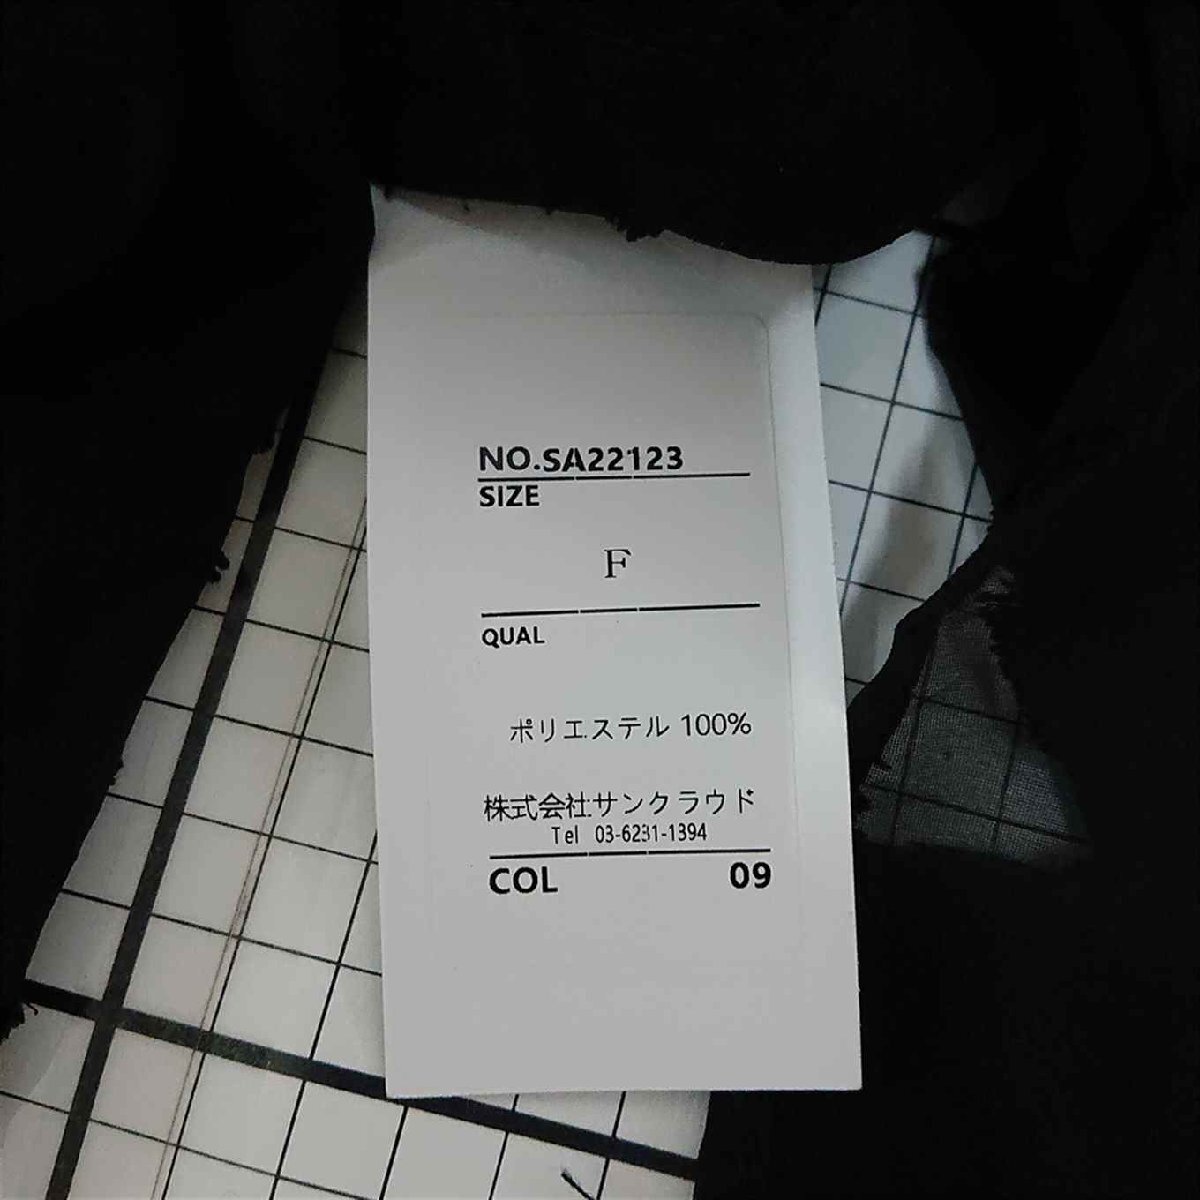 NO.SA22123
SIZE
F
QUAL
ポリエステル 100%
株式会社サンクラウド
Tel 03-6231-1394
COL 09